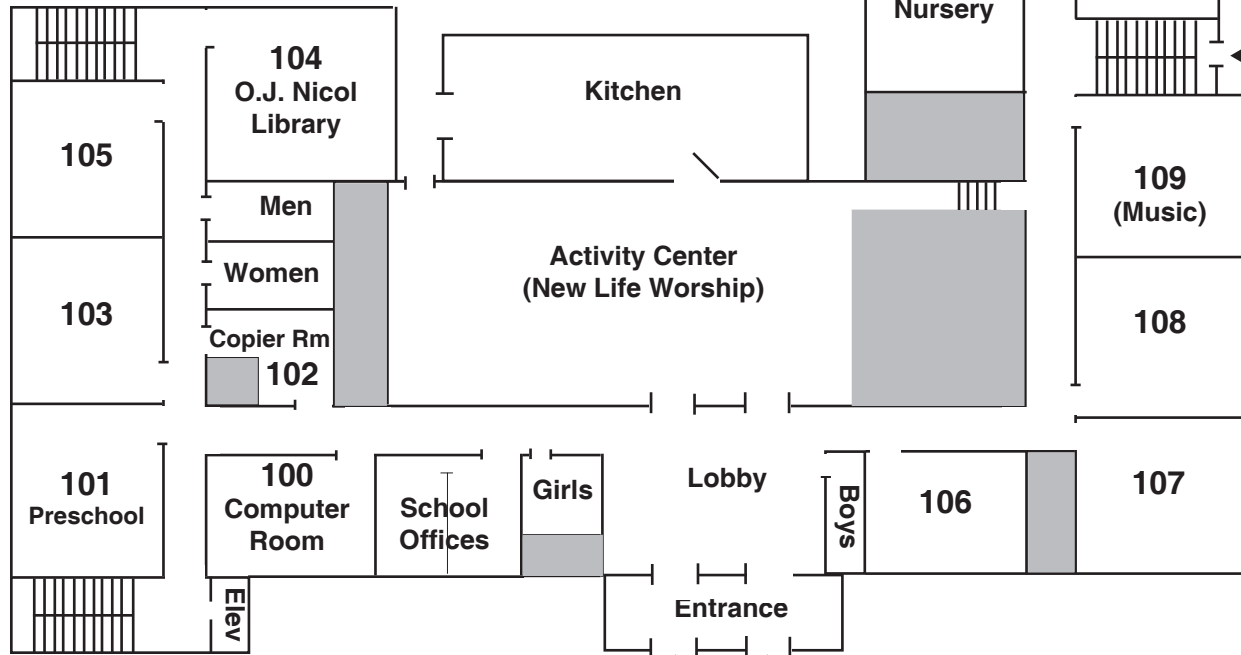 Nursery
104
O.J. Nicol
Library
Kitchen
105
109
(Music)
Men
Activity Center
(New Life Worship)
Women
103
108
Copier Rm
102
100
Computer
Room
101
Preschool
School
Offices
Girls
Lobby
Boys
106
107
Elev
Entrance